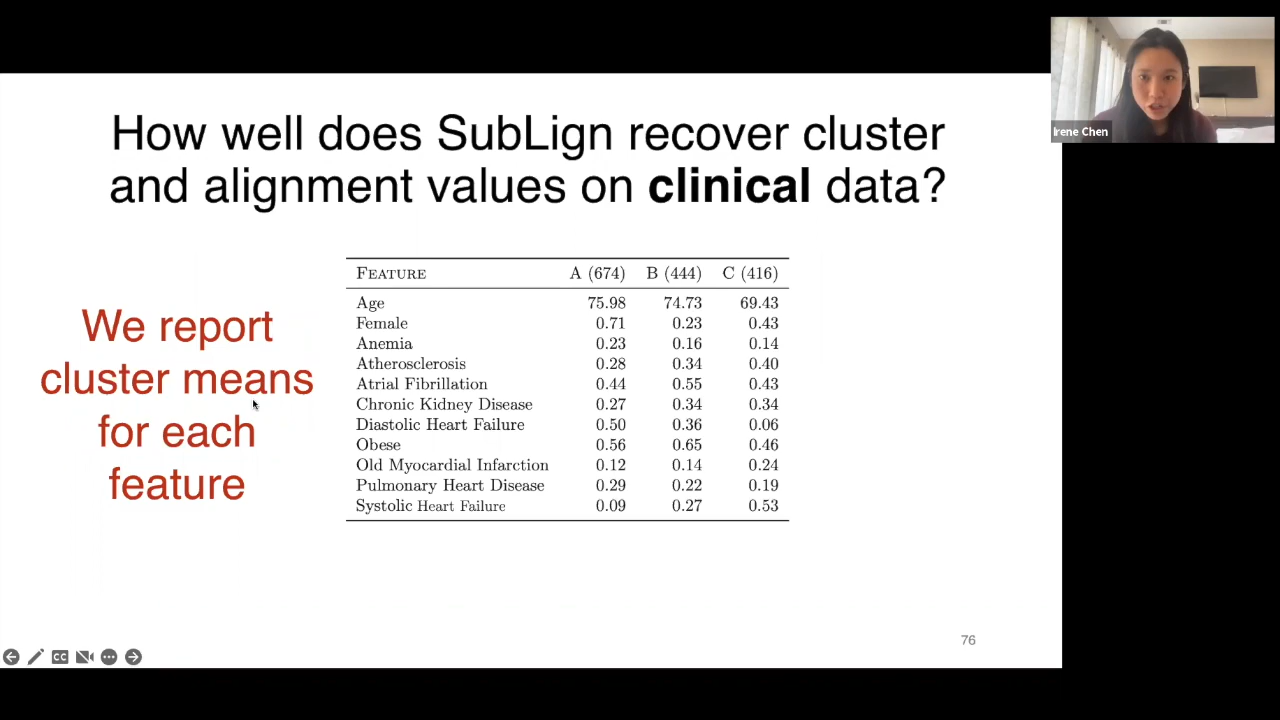 Irene Chen
How well does SubLign recover cluster
and alignment values on clinical data?
We report
cluster means
for each
feature
FEATURE A (674) B (444) C (416)
Age 75.98 74.73 69.43
Female 0.71 0.23 0.43
Anemia 0.23 0.16 0.14
Atherosclerosis 0.28 0.34 0.40
Atrial Fibrillation 0.44 0.55 0.43
Chronic Kidney Disease 0.27 0.34 0.34
Diastolic Heart Failure 0.50 0.36 0.06
Obese 0.56 0.65 0.46
Old Myocardial Infarction 0.12 0.14 0.24
Pulmonary Heart Disease 0.29 0.22 0.19
Systolic Heart Failure 0.09 0.27 0.53
76
CC